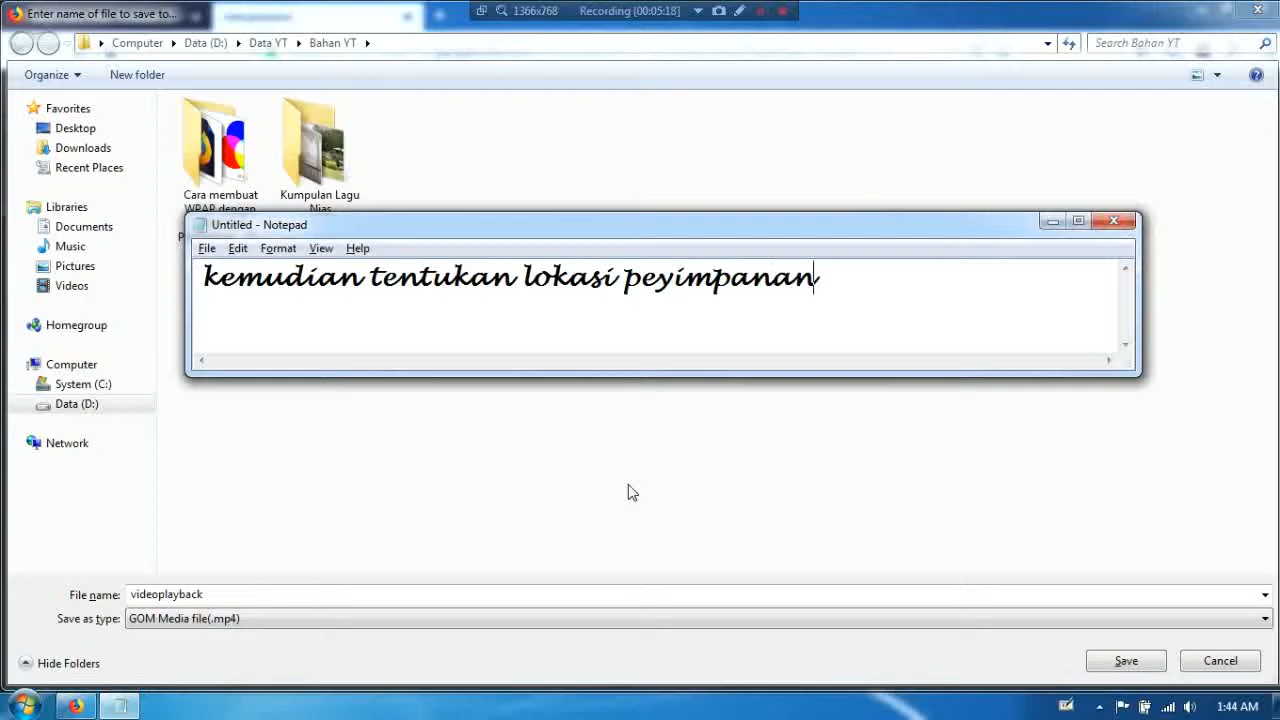 Enter name of file to save to...
1366x768
Recording [00:05:18]
Computer
Data (D:)
Data YT
Bahan YT
Search Bahan YT
Organize
New folder
Favorites
Desktop
Downloads
Recent Places
Libraries
Documents
Music
Pictures
Videos
Homegroup
Computer
System (C:)
Data (D:)
Network
Cara membuat
WPAP dengan
Kumpulan Lagu
Nias
Untitled - Notepad
File Edit Format View Help
kemudian tentukan lokasi peyimpanan
File name: videoplayback
Save as type: GOM Media file(.mp4)
Hide Folders
Save
Cancel
1:44 AM